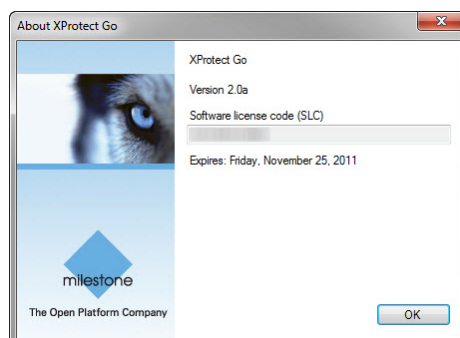 About XProtect Go
XProtect Go
Version 2.0a
Software license code (SLC)
Expires: Friday, November 25, 2011
milestone
The Open Platform Company
OK